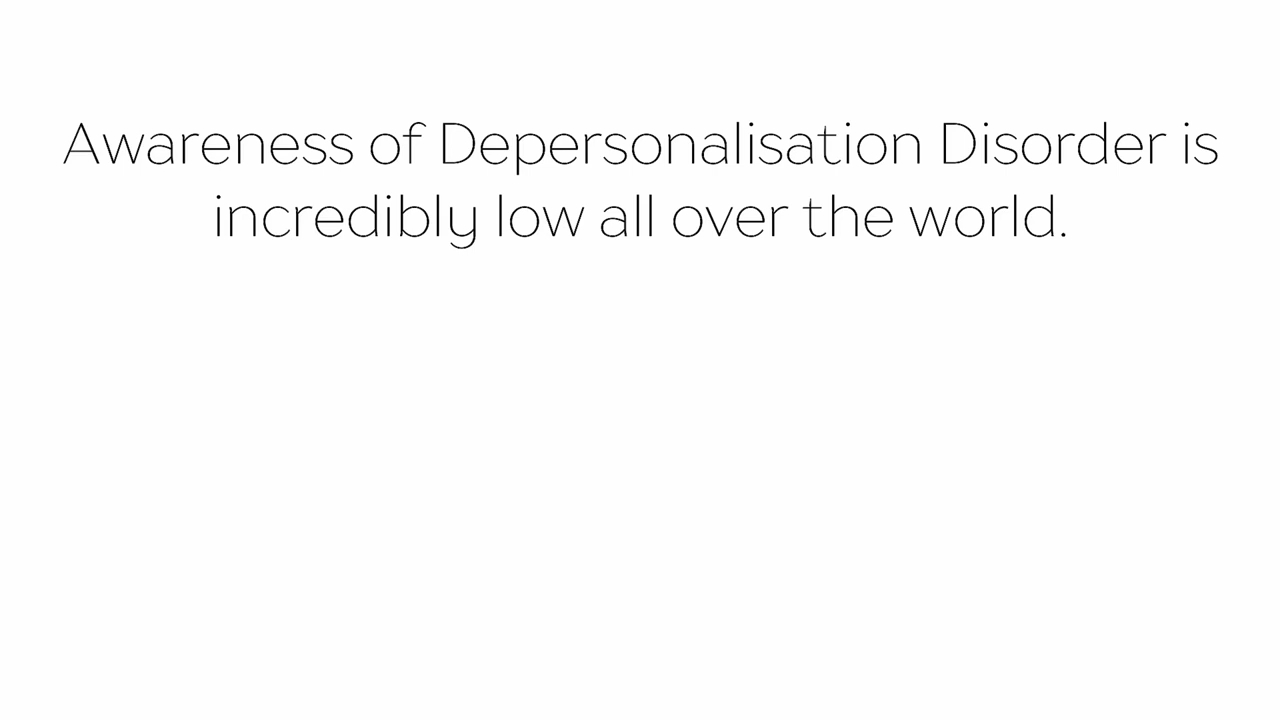 Awareness of Depersonalisation Disorder is
incredibly low all over the world.